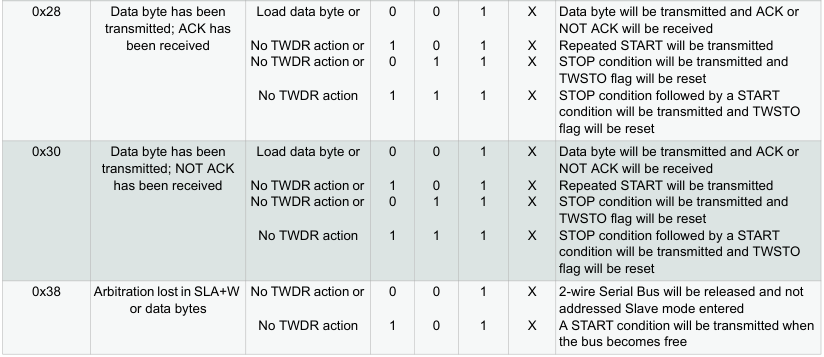 0x28 Data byte has been Load data byte or 0 0 1 X Data byte will be transmitted and ACK or
transmitted; ACK has NOT ACK will be received
been received No TWDR action or 1 0 1 X Repeated START will be transmitted
No TWDR action or 0 1 1 X STOP condition will be transmitted and
TWSTO flag will be reset
No TWDR action 1 1 1 X STOP condition followed by a START
condition will be transmitted and TWSTO
flag will be reset
0x30 Data byte has been Load data byte or 0 0 1 X Data byte will be transmitted and ACK or
transmitted; NOT ACK NOT ACK will be received
has been received No TWDR action or 1 0 1 X Repeated START will be transmitted
No TWDR action or 0 1 1 X STOP condition will be transmitted and
TWSTO flag will be reset
No TWDR action 1 1 1 X STOP condition followed by a START
condition will be transmitted and TWSTO
flag will be reset
0x38 Arbitration lost in SLA+W No TWDR action or 0 0 1 X 2-wire Serial Bus will be released and not
or data bytes addressed Slave mode entered
No TWDR action 1 0 1 X A START condition will be transmitted when
the bus becomes free